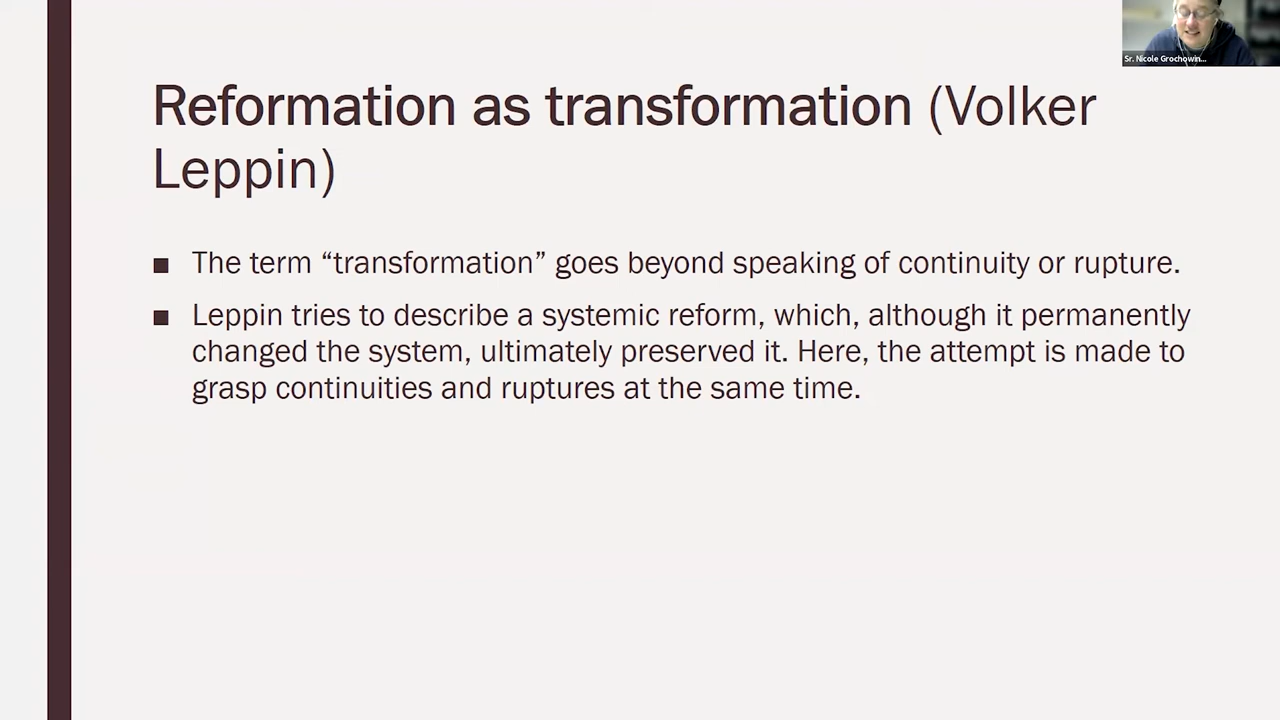 Sr. Nicole Grochowin...
Reformation as transformation (Volker
Leppin)
■ The term “transformation” goes beyond speaking of continuity or rupture.
■ Leppin tries to describe a systemic reform, which, although it permanently
changed the system, ultimately preserved it. Here, the attempt is made to
grasp continuities and ruptures at the same time.